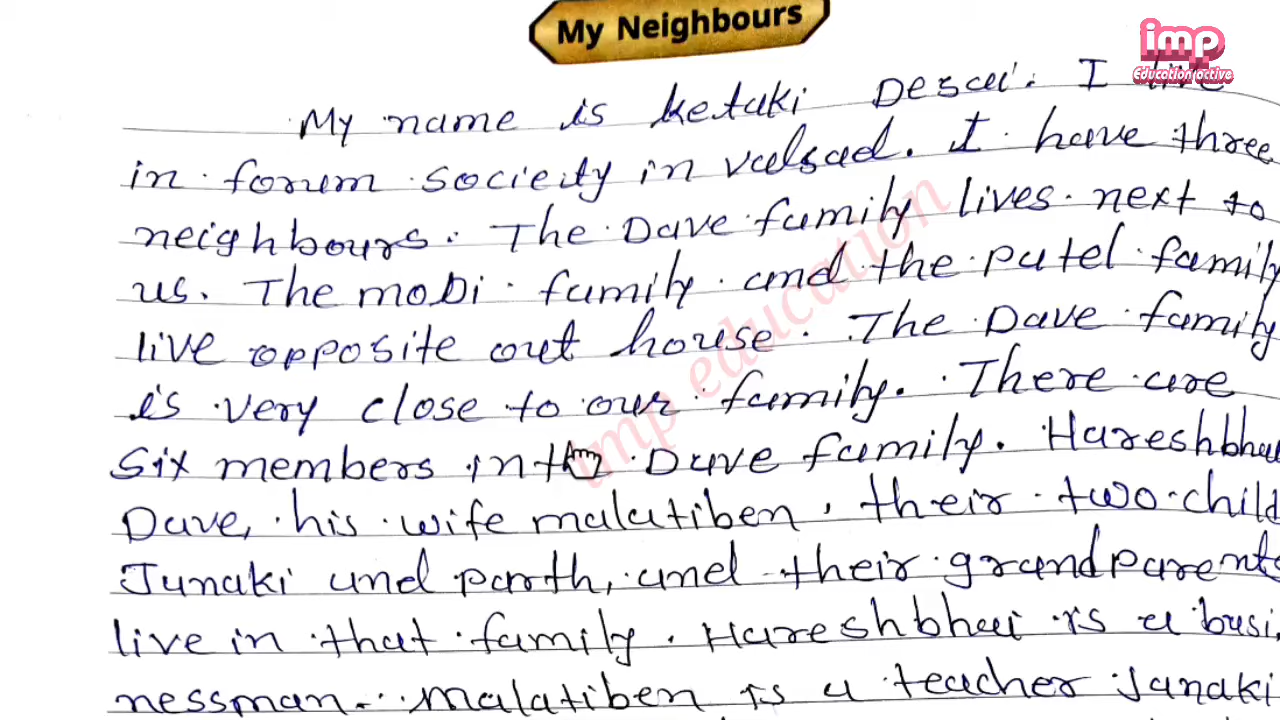 My Neighbours
imp
Education active
My name is ketaki Desai. I live
in forum socieity in valsad. I have three
neighbours. The Dave family lives next to
us. The modi family and the patel family
live opposite out house. The Dave family
is very close to our family. There are
Six members in the Dave family. Hareshbhai
Dave, his wife malatiben, their two child
Janaki and parth, and their grandparents
live in that family. Hareshbhai is a busi
nessman. malatiben is a teacher Janaki
imp education